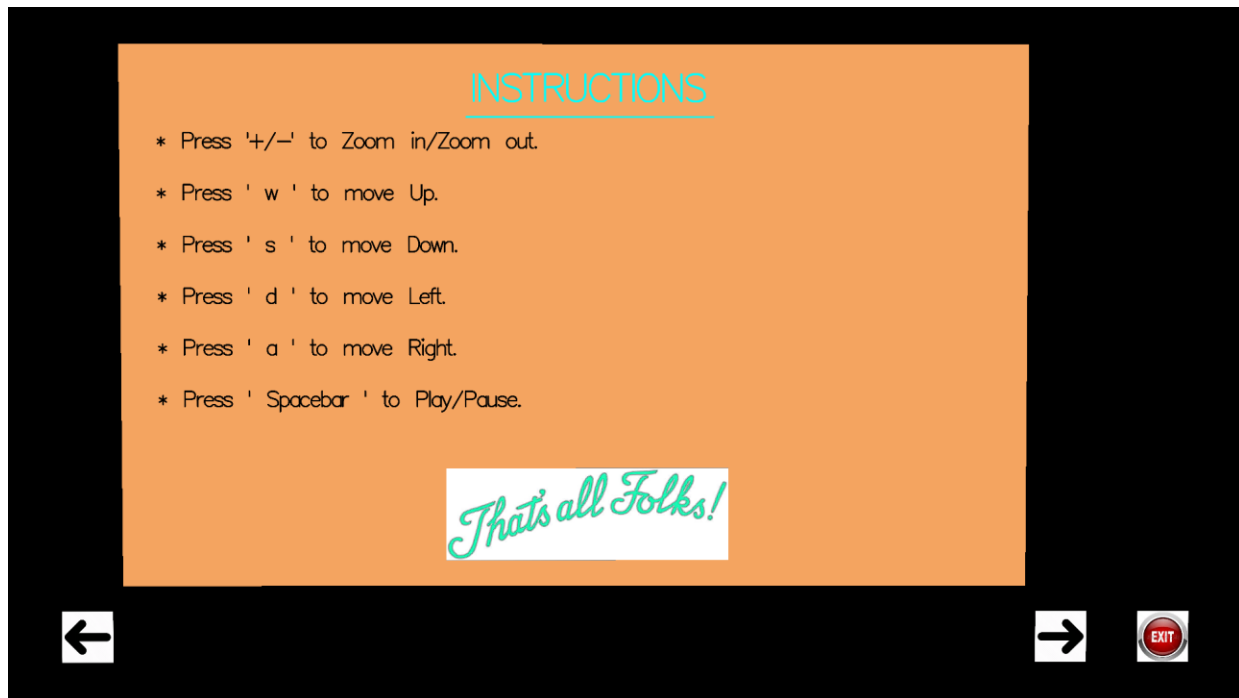 INSTRUCTIONS
* Press '+/-' to Zoom in/Zoom out.
* Press ' w ' to move Up.
* Press ' s ' to move Down.
* Press ' d ' to move Left.
* Press ' a ' to move Right.
* Press ' Spacebar ' to Play/Pause.
That's all Folks!
EXIT